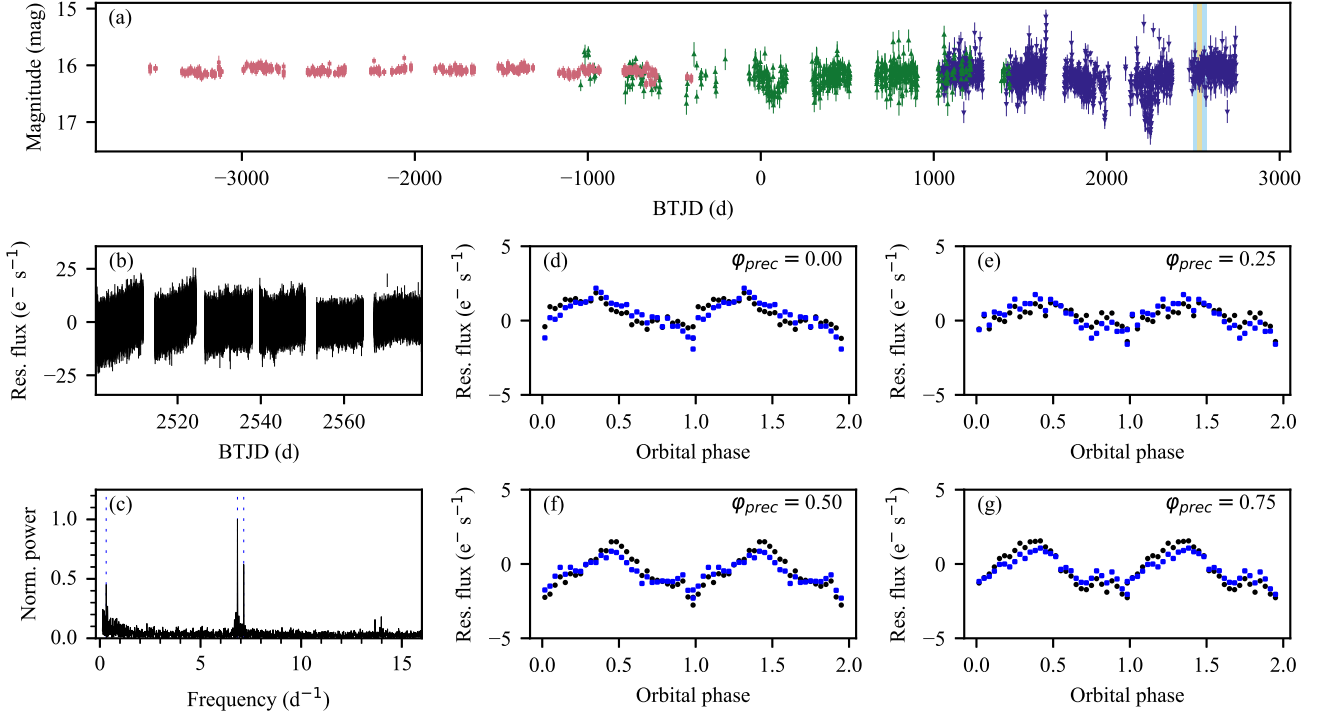 (a)
Magnitude (mag)
15
16
17
−3000 −2000 −1000 0 1000 2000 3000
BTJD (d)
(b)
Res. flux (e⁻ s⁻¹)
25
0
−25
2520 2540 2560
BTJD (d)
(d)
φprec = 0.00
Res. flux (e⁻ s⁻¹)
5
0
−5
0.0 0.5 1.0 1.5 2.0
Orbital phase
(e)
φprec = 0.25
Res. flux (e⁻ s⁻¹)
5
0
−5
0.0 0.5 1.0 1.5 2.0
Orbital phase
(c)
Norm. power
1.0
0.5
0.0
0 5 10 15
Frequency (d⁻¹)
(f)
φprec = 0.50
Res. flux (e⁻ s⁻¹)
5
0
−5
0.0 0.5 1.0 1.5 2.0
Orbital phase
(g)
φprec = 0.75
Res. flux (e⁻ s⁻¹)
5
0
−5
0.0 0.5 1.0 1.5 2.0
Orbital phase